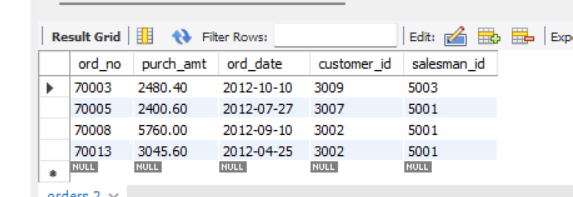 Result Grid Filter Rows: Edit: Exp
ord_no purch_amt ord_date customer_id salesman_id
70003 2480.40 2012-10-10 3009 5003
70005 2400.60 2012-07-27 3007 5001
70008 5760.00 2012-09-10 3002 5001
70013 3045.60 2012-04-25 3002 5001
NULL NULL NULL NULL NULL
orders 2